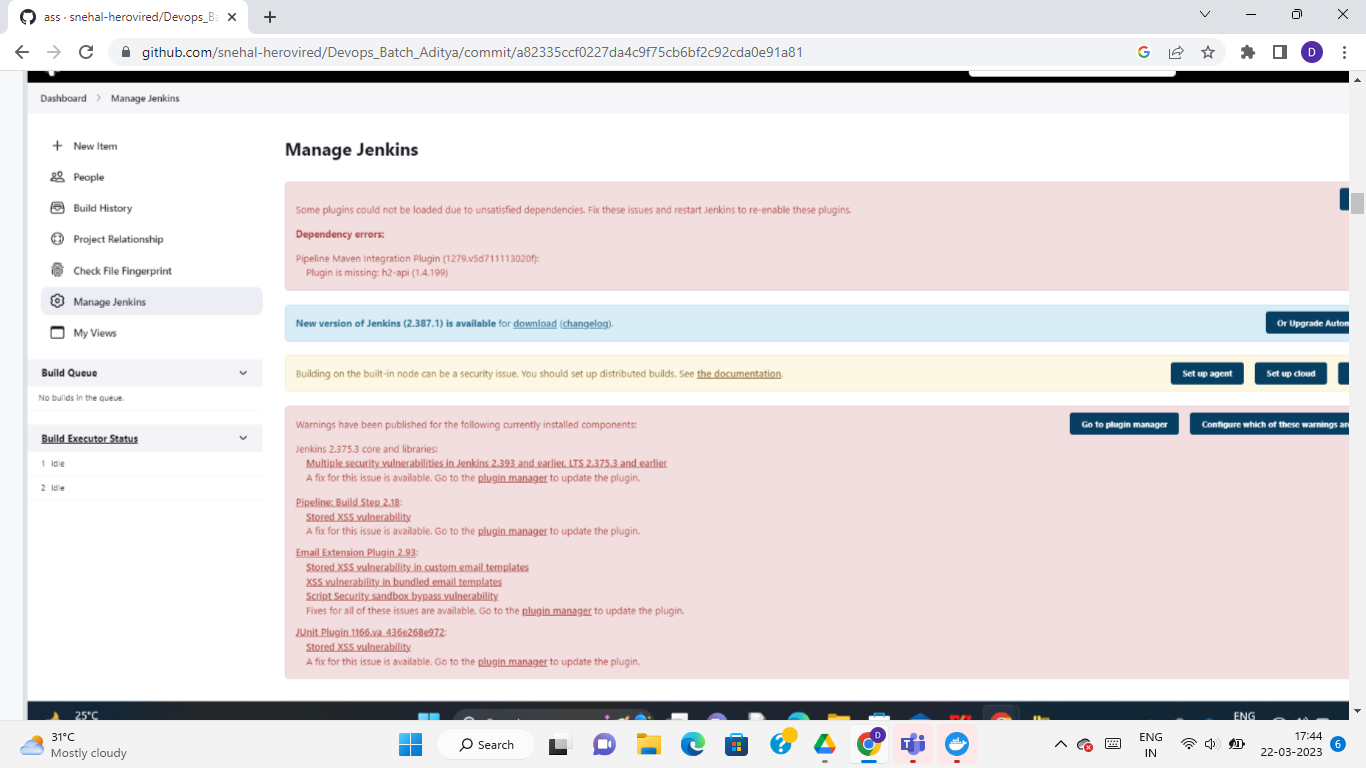 ass · snehal-herovired/Devops_Ba
github.com/snehal-herovired/Devops_Batch_Aditya/commit/a82335ccf0227da4c9f75cb6bf2c92cda0e91a81
D
Dashboard > Manage Jenkins
New Item
People
Build History
Project Relationship
Check File Fingerprint
Manage Jenkins
My Views
Build Queue
No builds in the queue.
Build Executor Status
1 Idle
2 Idle
Manage Jenkins
Some plugins could not be loaded due to unsatisfied dependencies. Fix these issues and restart Jenkins to re-enable these plugins.
Dependency errors:
Pipeline Maven Integration Plugin (1279.v5d711113020f):
Plugin is missing: h2-api (1.4.199)
New version of Jenkins (2.387.1) is available for download (changelog).
Or Upgrade Autom
Building on the built-in node can be a security issue. You should set up distributed builds. See the documentation.
Set up agent
Set up cloud
Warnings have been published for the following currently installed components:
Go to plugin manager
Configure which of these warnings are
Jenkins 2.375.3 core and libraries:
Multiple security vulnerabilities in Jenkins 2.393 and earlier, LTS 2.375.3 and earlier
A fix for this issue is available. Go to the plugin manager to update the plugin.
Pipeline: Build Step 2.18:
Stored XSS vulnerability
A fix for this issue is available. Go to the plugin manager to update the plugin.
Email Extension Plugin 2.93:
Stored XSS vulnerability in custom email templates
XSS vulnerability in bundled email templates
Script Security sandbox bypass vulnerability
Fixes for all of these issues are available. Go to the plugin manager to update the plugin.
JUnit Plugin 1166.va_436e268e972:
Stored XSS vulnerability
A fix for this issue is available. Go to the plugin manager to update the plugin.
25°C
ENG
31°C
Mostly cloudy
Search
D
ENG
IN
17:44
22-03-2023
6